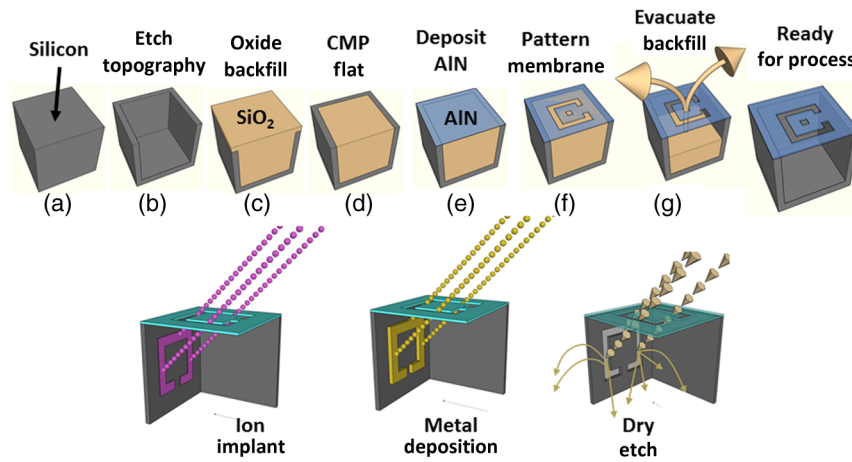 Silicon
Etch
topography
Oxide
backfill
CMP
flat
Deposit
AlN
Pattern
membrane
Evacuate
backfill
Ready
for process
SiO₂
AlN
(a)
(b)
(c)
(d)
(e)
(f)
(g)
Ion
implant
Metal
deposition
Dry
etch